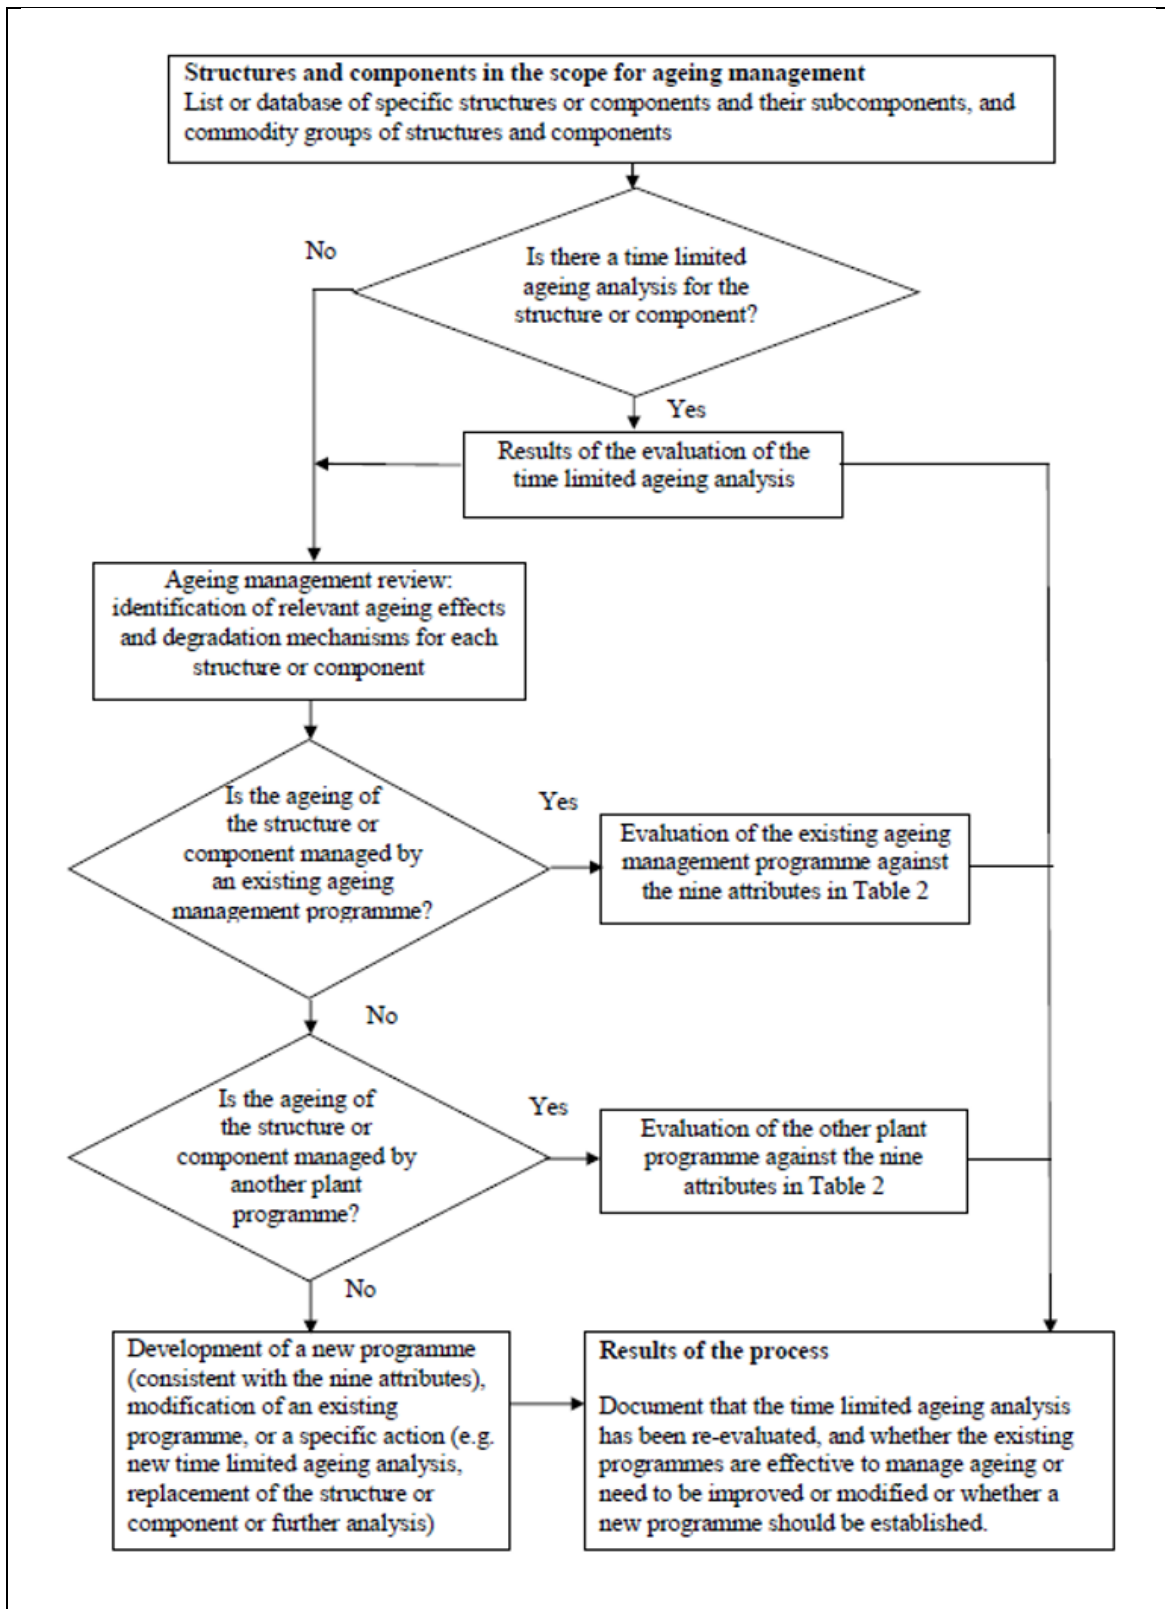 Structures and components in the scope for ageing management
List or database of specific structures or components and their subcomponents, and
commodity groups of structures and components
No
Is there a time limited
ageing analysis for the
structure or component?
Yes
Results of the evaluation of the
time limited ageing analysis
Ageing management review:
identification of relevant ageing effects
and degradation mechanisms for each
structure or component
Is the ageing of
the structure or
component managed by
an existing ageing
management programme?
Yes
Evaluation of the existing ageing
management programme against
the nine attributes in Table 2
No
Is the ageing of
the structure or
component managed by
another plant
programme?
Yes
Evaluation of the other plant
programme against the nine
attributes in Table 2
No
Development of a new programme
(consistent with the nine attributes),
modification of an existing
programme, or a specific action (e.g.
new time limited ageing analysis,
replacement of the structure or
component or further analysis)
Results of the process
Document that the time limited ageing analysis
has been re-evaluated, and whether the existing
programmes are effective to manage ageing or
need to be improved or modified or whether a
new programme should be established.